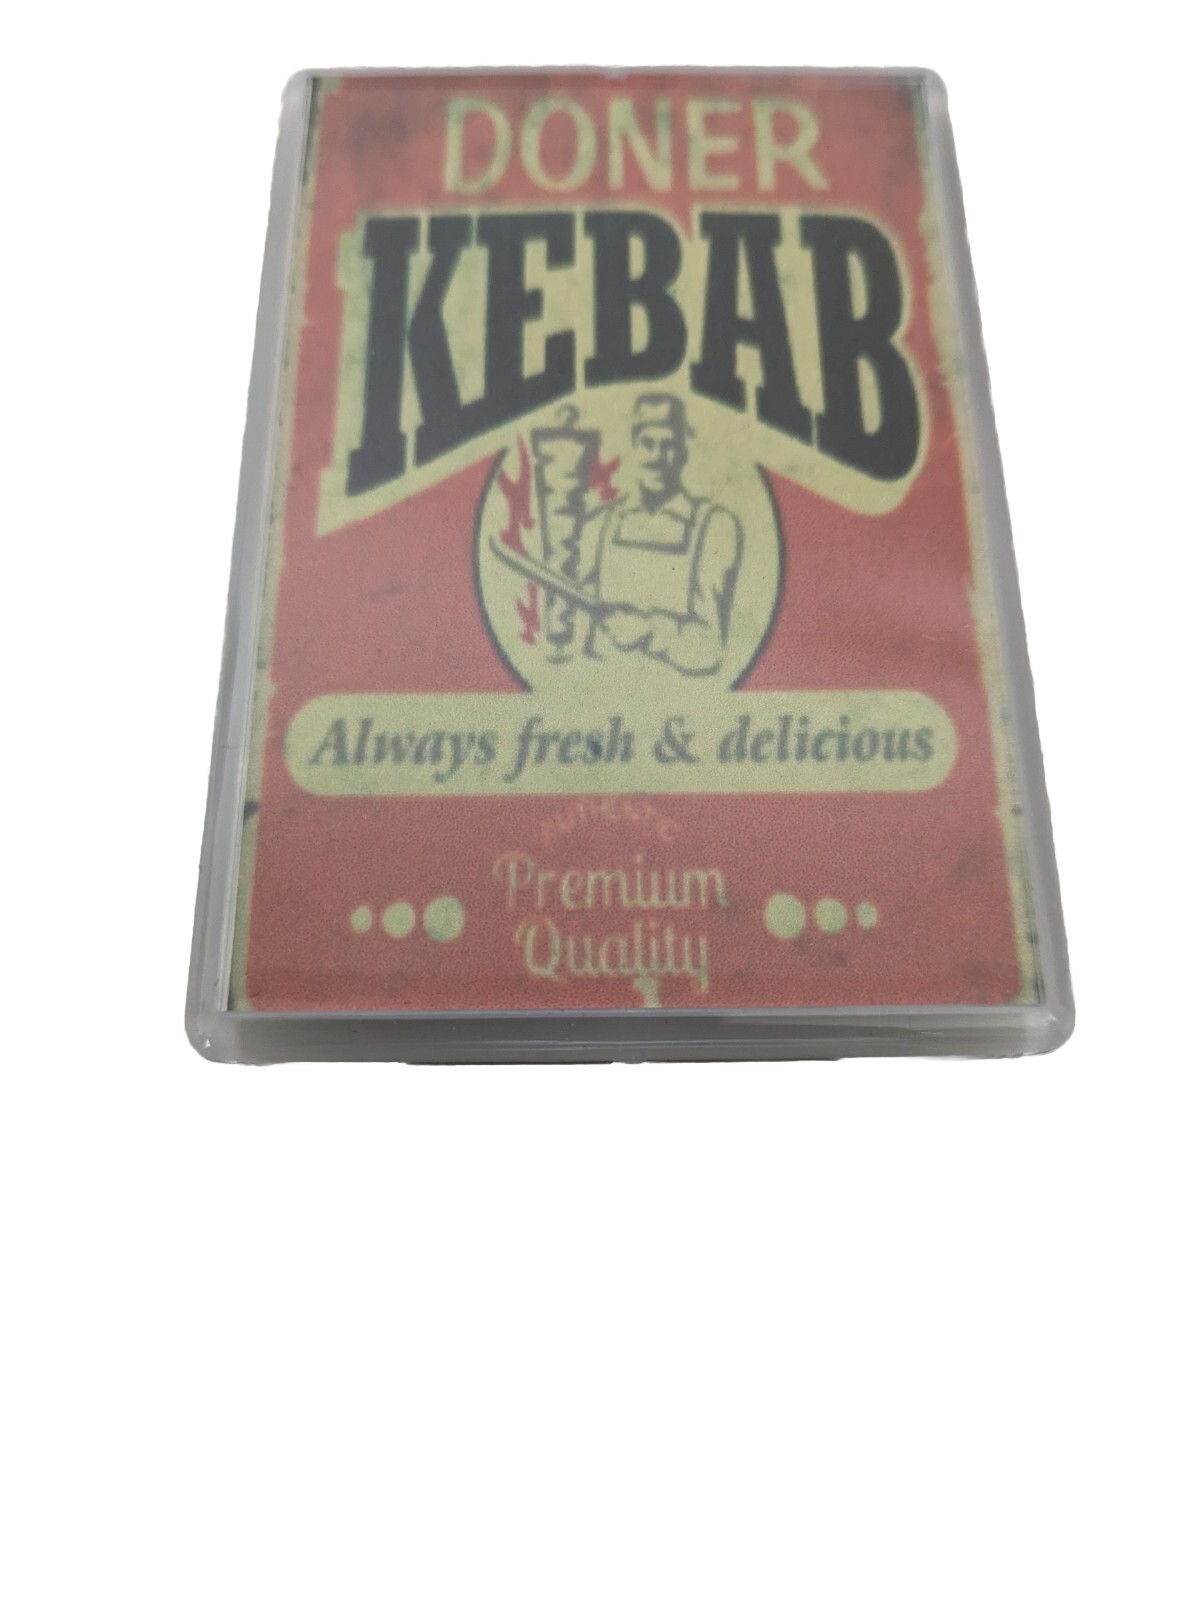 DONER
KEBAB
Always fresh & delicious
AUTHENTIC
Premium
Quality